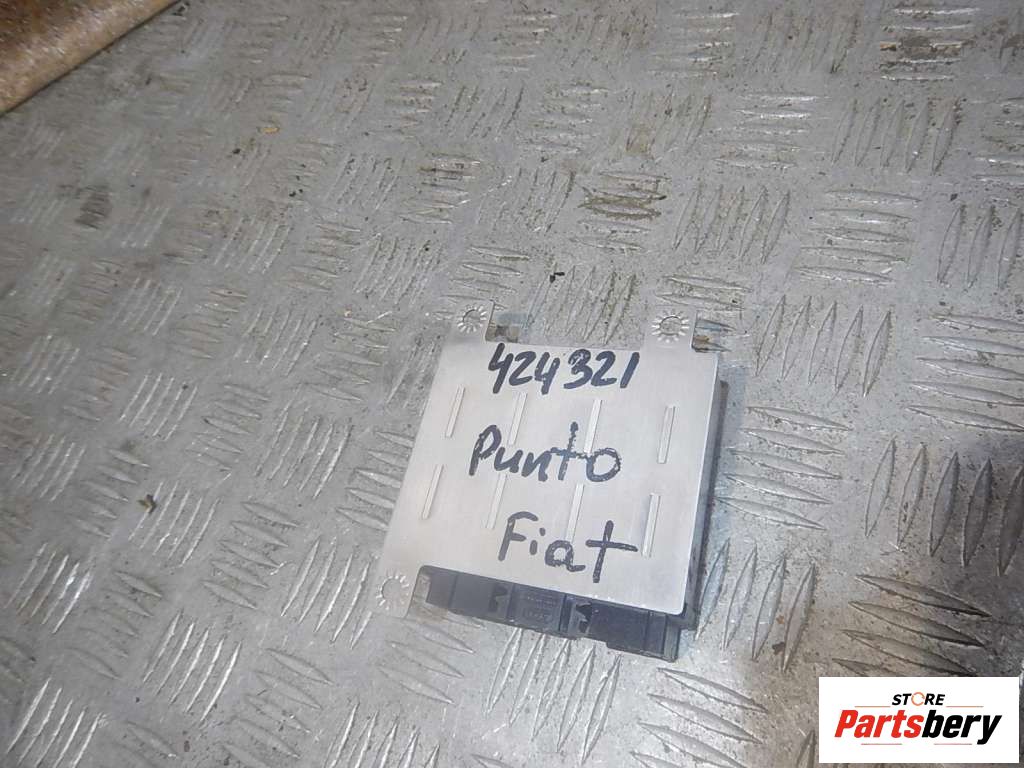 424321
Punto
Fiat
STORE
Partsbery